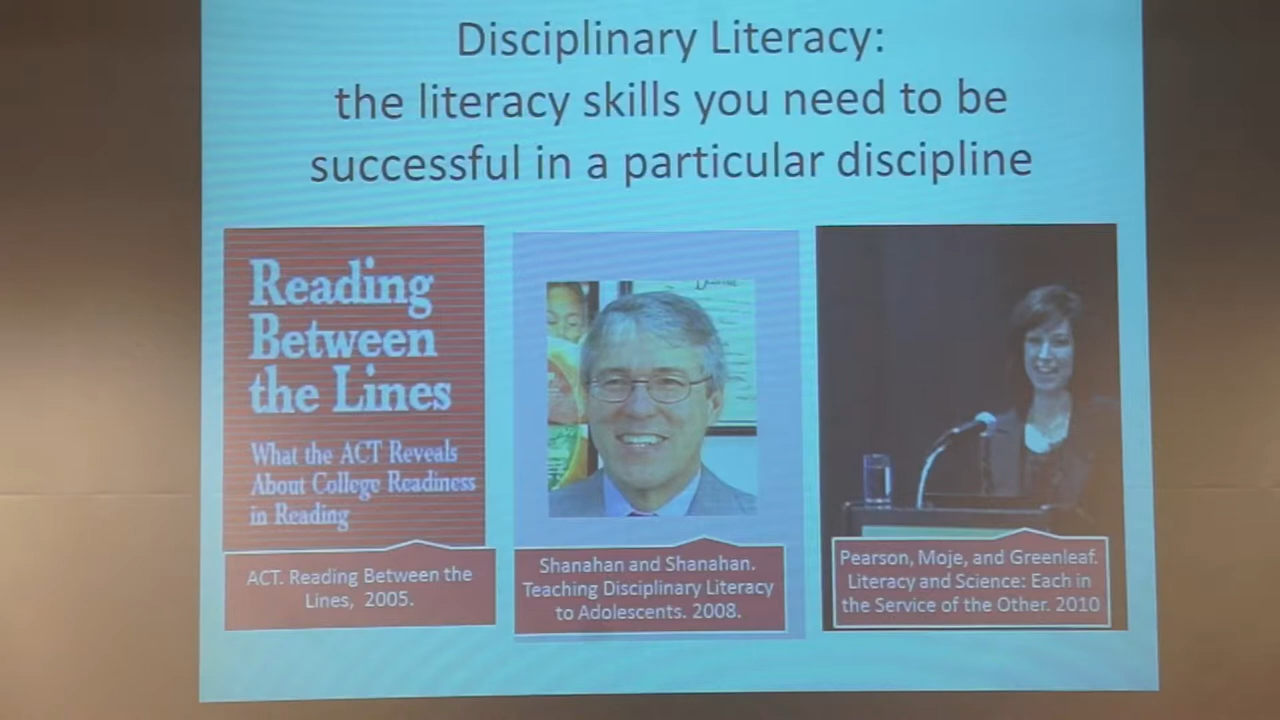 Disciplinary Literacy:
the literacy skills you need to be
successful in a particular discipline
Reading
Between
the Lines
What the ACT Reveals
About College Readiness
in Reading
ACT. Reading Between the
Lines, 2005.
Shanahan and Shanahan.
Teaching Disciplinary Literacy
to Adolescents. 2008.
Pearson, Moje, and Greenleaf.
Literacy and Science: Each in
the Service of the Other. 2010